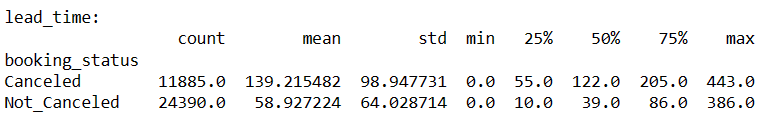 lead_time:
count mean std min 25% 50% 75% max
booking_status
Canceled 11885.0 139.215482 98.947731 0.0 55.0 122.0 205.0 443.0
Not_Canceled 24390.0 58.927224 64.028714 0.0 10.0 39.0 86.0 386.0